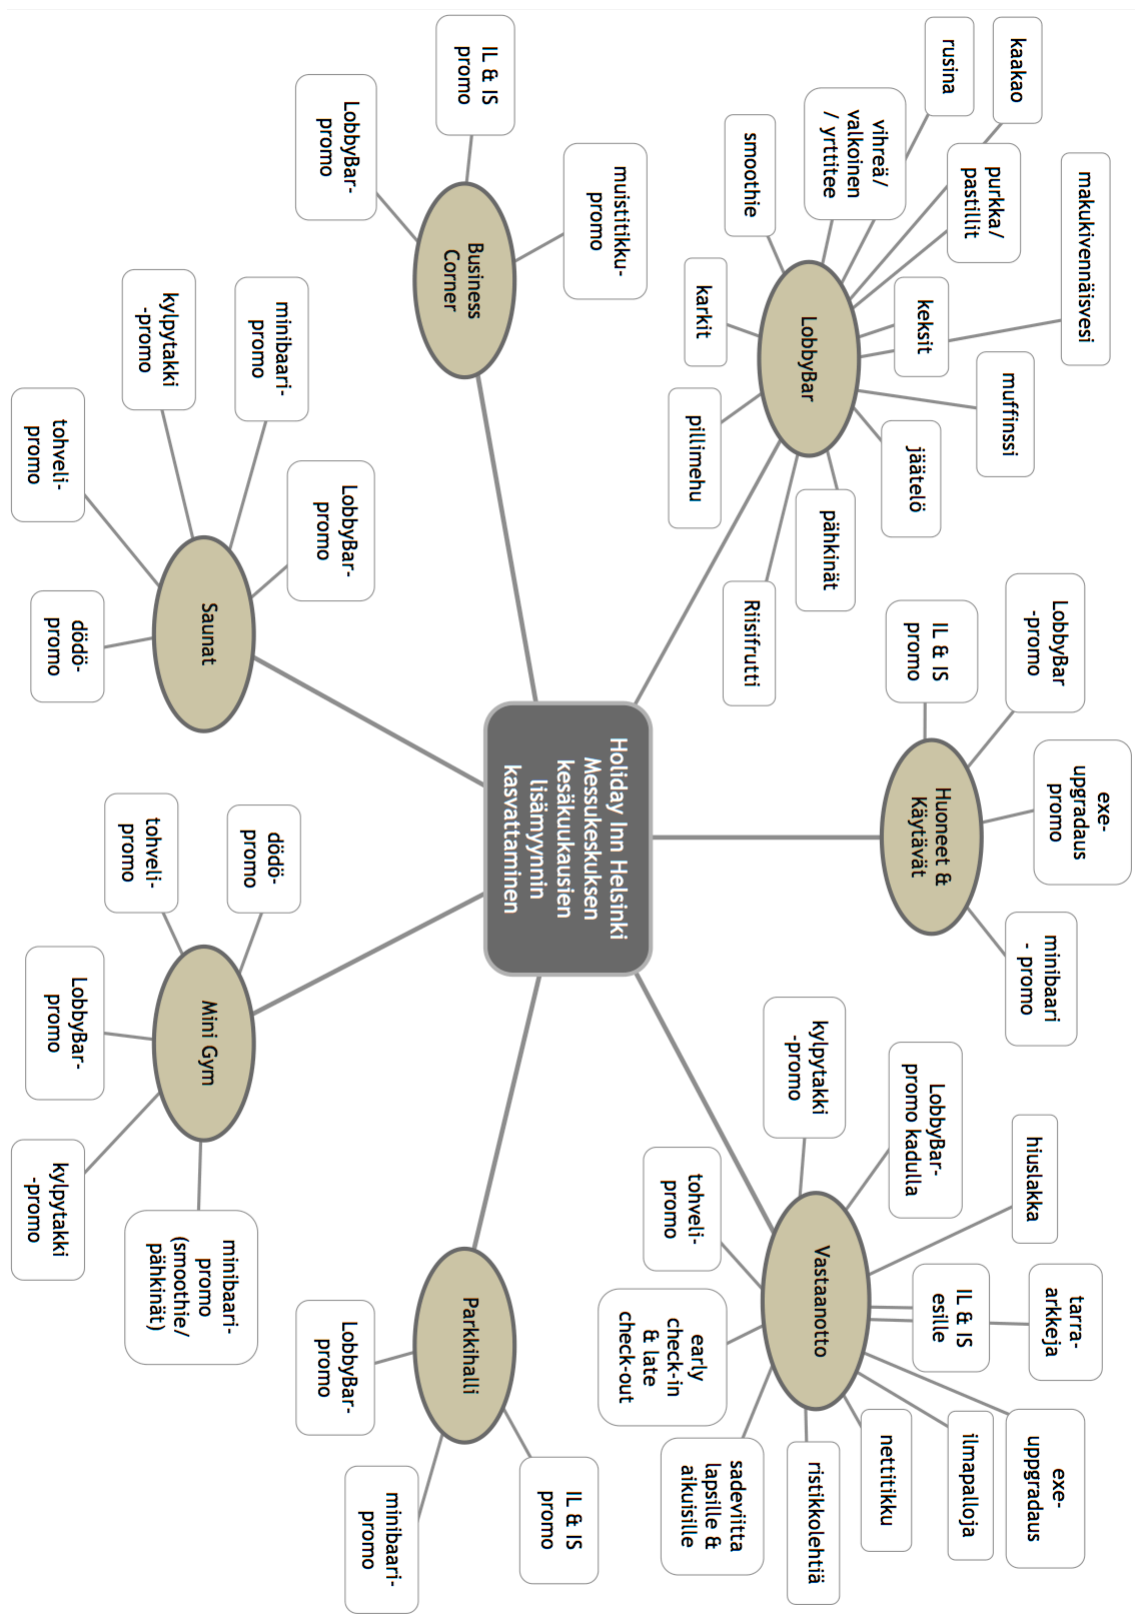 Holiday Inn Helsinki
Messukeskuksen
kesäkuukausien
lisämyynnin
kasvattaminen
Huoneet &
Käytävät
IL & IS
promo
LobbyBar
-promo
exe-
upgradaus
promo
minibaari
- promo
Vastaanotto
kylpytakki
-promo
LobbyBar-
promo kadulla
hiuslakka
tarra-
arkkeja
IL & IS
esille
exe-
uppgradaus
ilmapalloja
nettitikku
ristikkolehtiä
sadeviitta
lapsille &
aikuisille
early
check-in
& late
check-out
tohveli-
promo
Parkkihalli
IL & IS
promo
minibaari-
promo
LobbyBar-
promo
Mini Gym
dödö-
promo
tohveli-
promo
LobbyBar-
promo
kylpytakki
-promo
minibaari-
promo
(smoothie/
pähkinät)
Saunat
LobbyBar-
promo
minibaari-
promo
kylpytakki
-promo
tohveli-
promo
dödö-
promo
Business
Corner
muistitikku-
promo
IL & IS
promo
LobbyBar-
promo
LobbyBar
kaakao
rusina
vihreä/
valkoinen
/ yrttitee
smoothie
purkka/
pastillit
makukivennäisvesi
keksit
muffinssi
jäätelö
pähkinät
Riisifrutti
pillimehu
karkit